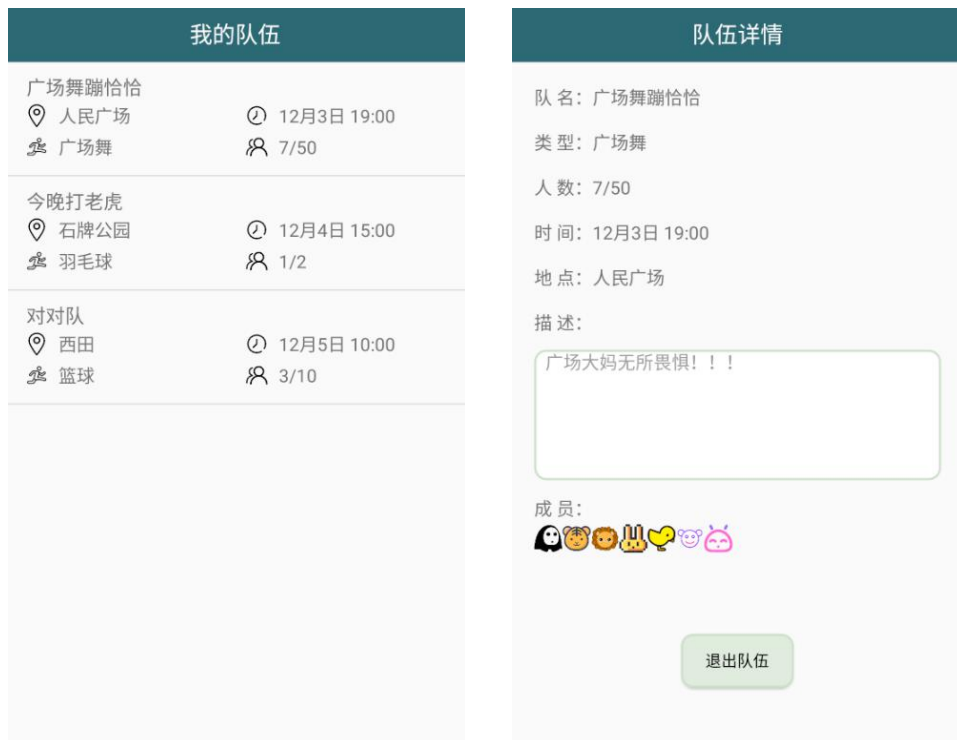 我的队伍
广场舞蹦恰恰
人民广场 12月3日 19:00
广场舞 7/50
今晚打老虎
石牌公园 12月4日 15:00
羽毛球 1/2
对对队
西田 12月5日 10:00
篮球 3/10
队伍详情
队 名：广场舞蹦恰恰
类 型：广场舞
人 数：7/50
时 间：12月3日 19:00
地 点：人民广场
描 述：
广场大妈无所畏惧！！！
成 员：
退出队伍